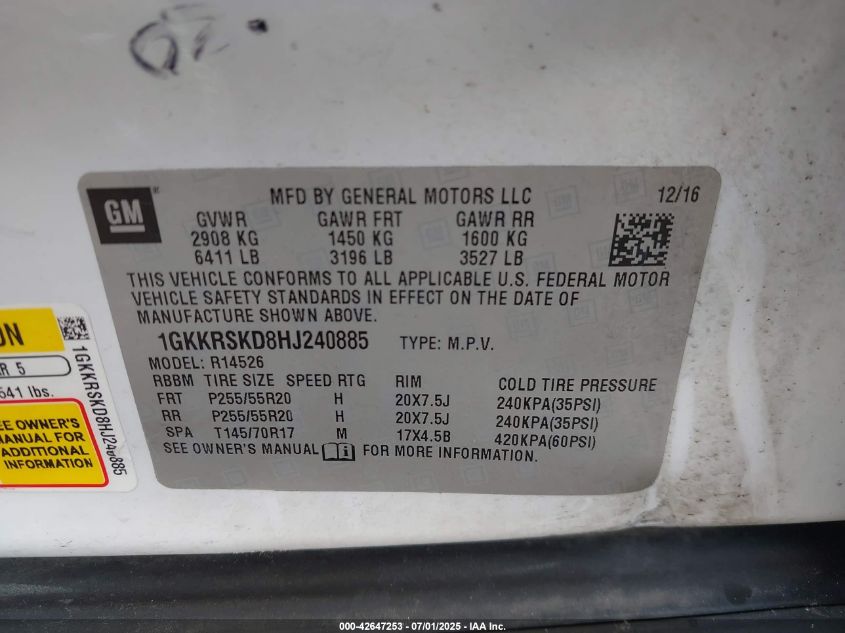 MFD BY GENERAL MOTORS LLC 12/16
GM
GVWR GAWR FRT GAWR RR
2908 KG 1450 KG 1600 KG
6411 LB 3196 LB 3527 LB
THIS VEHICLE CONFORMS TO ALL APPLICABLE U.S. FEDERAL MOTOR
VEHICLE SAFETY STANDARDS IN EFFECT ON THE DATE OF
MANUFACTURE SHOWN ABOVE.
1GKKRSKD8HJ240885 TYPE: M.P.V.
MODEL: R14526
RBBM TIRE SIZE SPEED RTG RIM COLD TIRE PRESSURE
FRT P255/55R20 H 20X7.5J 240KPA(35PSI)
RR P255/55R20 H 20X7.5J 240KPA(35PSI)
SPA T145/70R17 M 17X4.5B 420KPA(60PSI)
SEE OWNER'S MANUAL FOR MORE INFORMATION.
ON
R 5
541 lbs.
EE OWNER'S
MANUAL FOR
ADDITIONAL
INFORMATION
1GKKRSKD8HJ240885
000-42647253 - 07/01/2025 - IAA Inc.